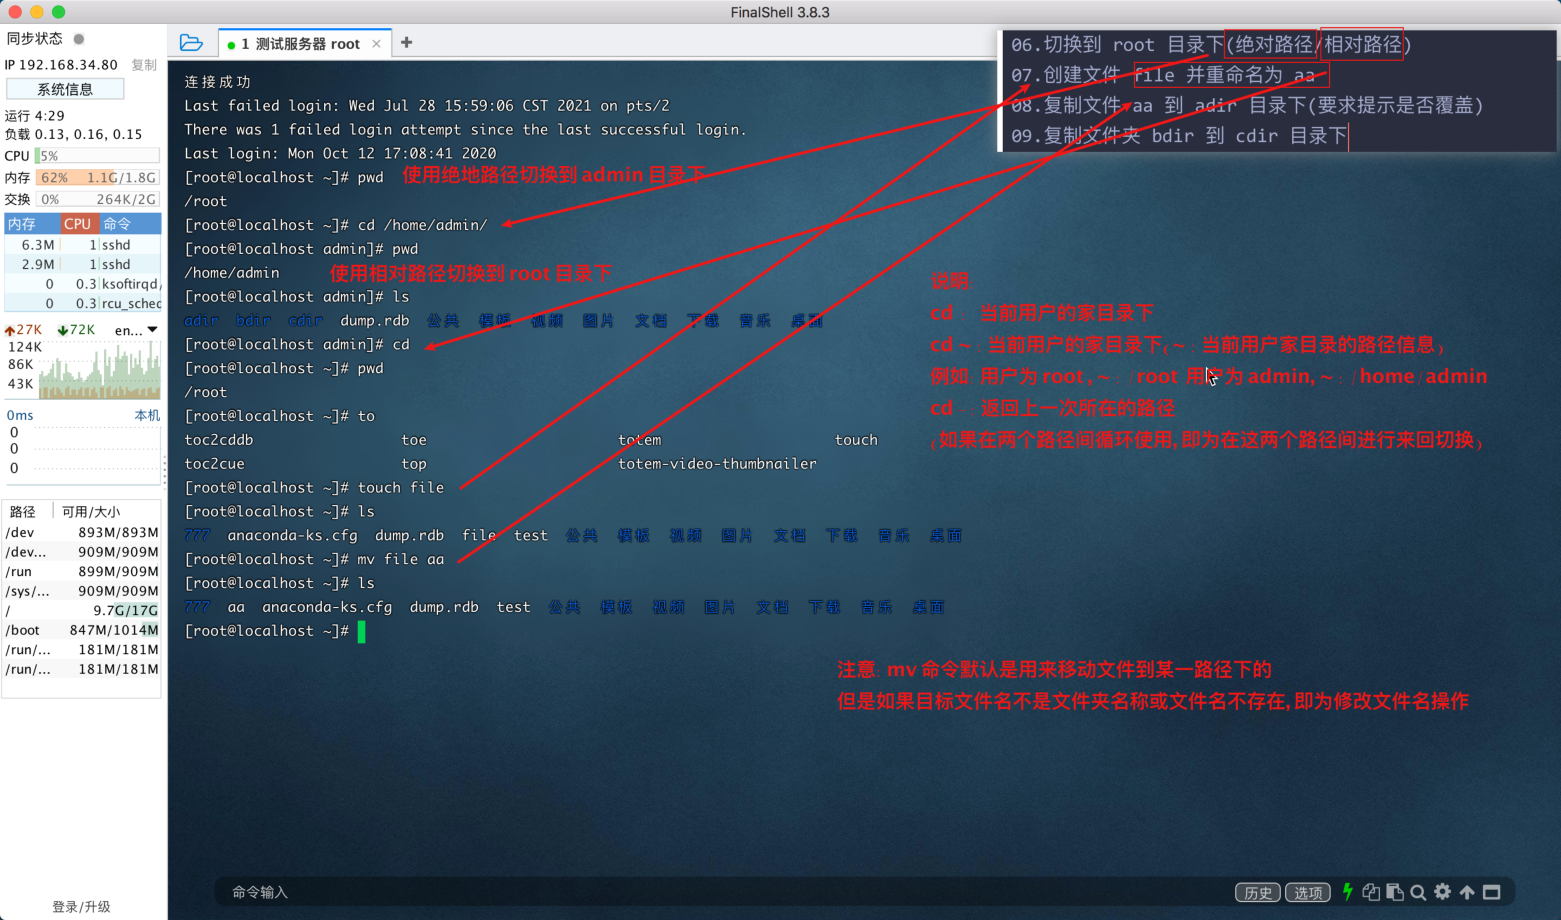 FinalShell 3.8.3
同步状态
1 测试服务器 root
IP 192.168.34.80 复制
系统信息
运行 4:29
负载 0.13, 0.16, 0.15
CPU 5%
内存 62% 1.1G/1.8G
交换 0% 264K/2G
内存 CPU 命令
6.3M 1 sshd
2.9M 1 sshd
0 0.3 ksoftirqd/
0 0.3 rcu_sched
27K 72K en...
124K
86K
43K
0ms 本机
0
0
0
路径 可用/大小
/dev 893M/893M
/dev... 909M/909M
/run 899M/909M
/sys/... 909M/909M
/ 9.7G/17G
/boot 847M/1014M
/run/... 181M/181M
/run/... 181M/181M
登录/升级
06.切换到 root 目录下(绝对路径/相对路径)
07.创建文件 file 并重命名为 aa
08.复制文件 aa 到 adir 目录下(要求提示是否覆盖)
09.复制文件夹 bdir 到 cdir 目录下
连接成功
Last failed login: Wed Jul 28 15:59:06 CST 2021 on pts/2
There was 1 failed login attempt since the last successful login.
Last login: Mon Oct 12 17:08:41 2020
[root@localhost ~]# pwd 使用绝地路径切换到 admin 目录下
/root
[root@localhost ~]# cd /home/admin/
[root@localhost admin]# pwd
/home/admin 使用相对路径切换到 root 目录下
[root@localhost admin]# ls
adir bdir cdir dump.rdb 公共 模板 视频 图片 文档 下载 音乐 桌面
[root@localhost admin]# cd
[root@localhost ~]# pwd
/root
[root@localhost ~]# to
toc2cddb toe totem touch
toc2cue top totem-video-thumbnailer
[root@localhost ~]# touch file
[root@localhost ~]# ls
777 anaconda-ks.cfg dump.rdb file test 公共 模板 视频 图片 文档 下载 音乐 桌面
[root@localhost ~]# mv file aa
[root@localhost ~]# ls
777 aa anaconda-ks.cfg dump.rdb test 公共 模板 视频 图片 文档 下载 音乐 桌面
[root@localhost ~]#
说明
cd 当前用户的家目录下
cd ~ : 当前用户的家目录下(~ : 当前用户家目录的路径信息)
例如: 用户为 root , ~ : /root 用户为 admin, ~ : /home/admin
cd - : 返回上一次所在的路径
(如果在两个路径间循环使用, 即为在这两个路径间进行来回切换)
注意: mv 命令默认是用来移动文件到某一路径下的
但是如果目标文件名不是文件夹名称或文件名不存在, 即为修改文件名操作
命令输入
历史 选项